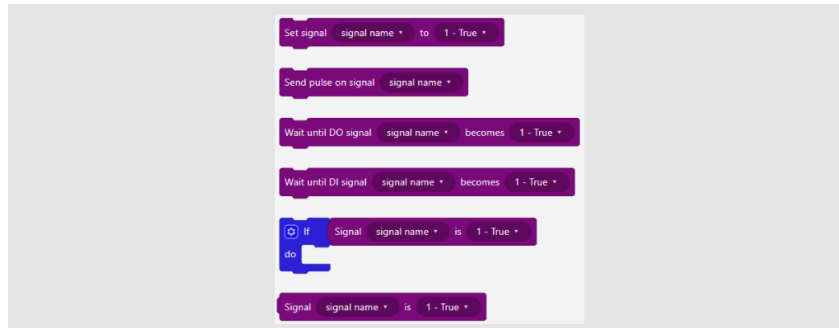 Set signal signal name to 1 - True
Send pulse on signal signal name
Wait until DO signal signal name becomes 1 - True
Wait until DI signal signal name becomes 1 - True
If Signal signal name is 1 - True
do
Signal signal name is 1 - True